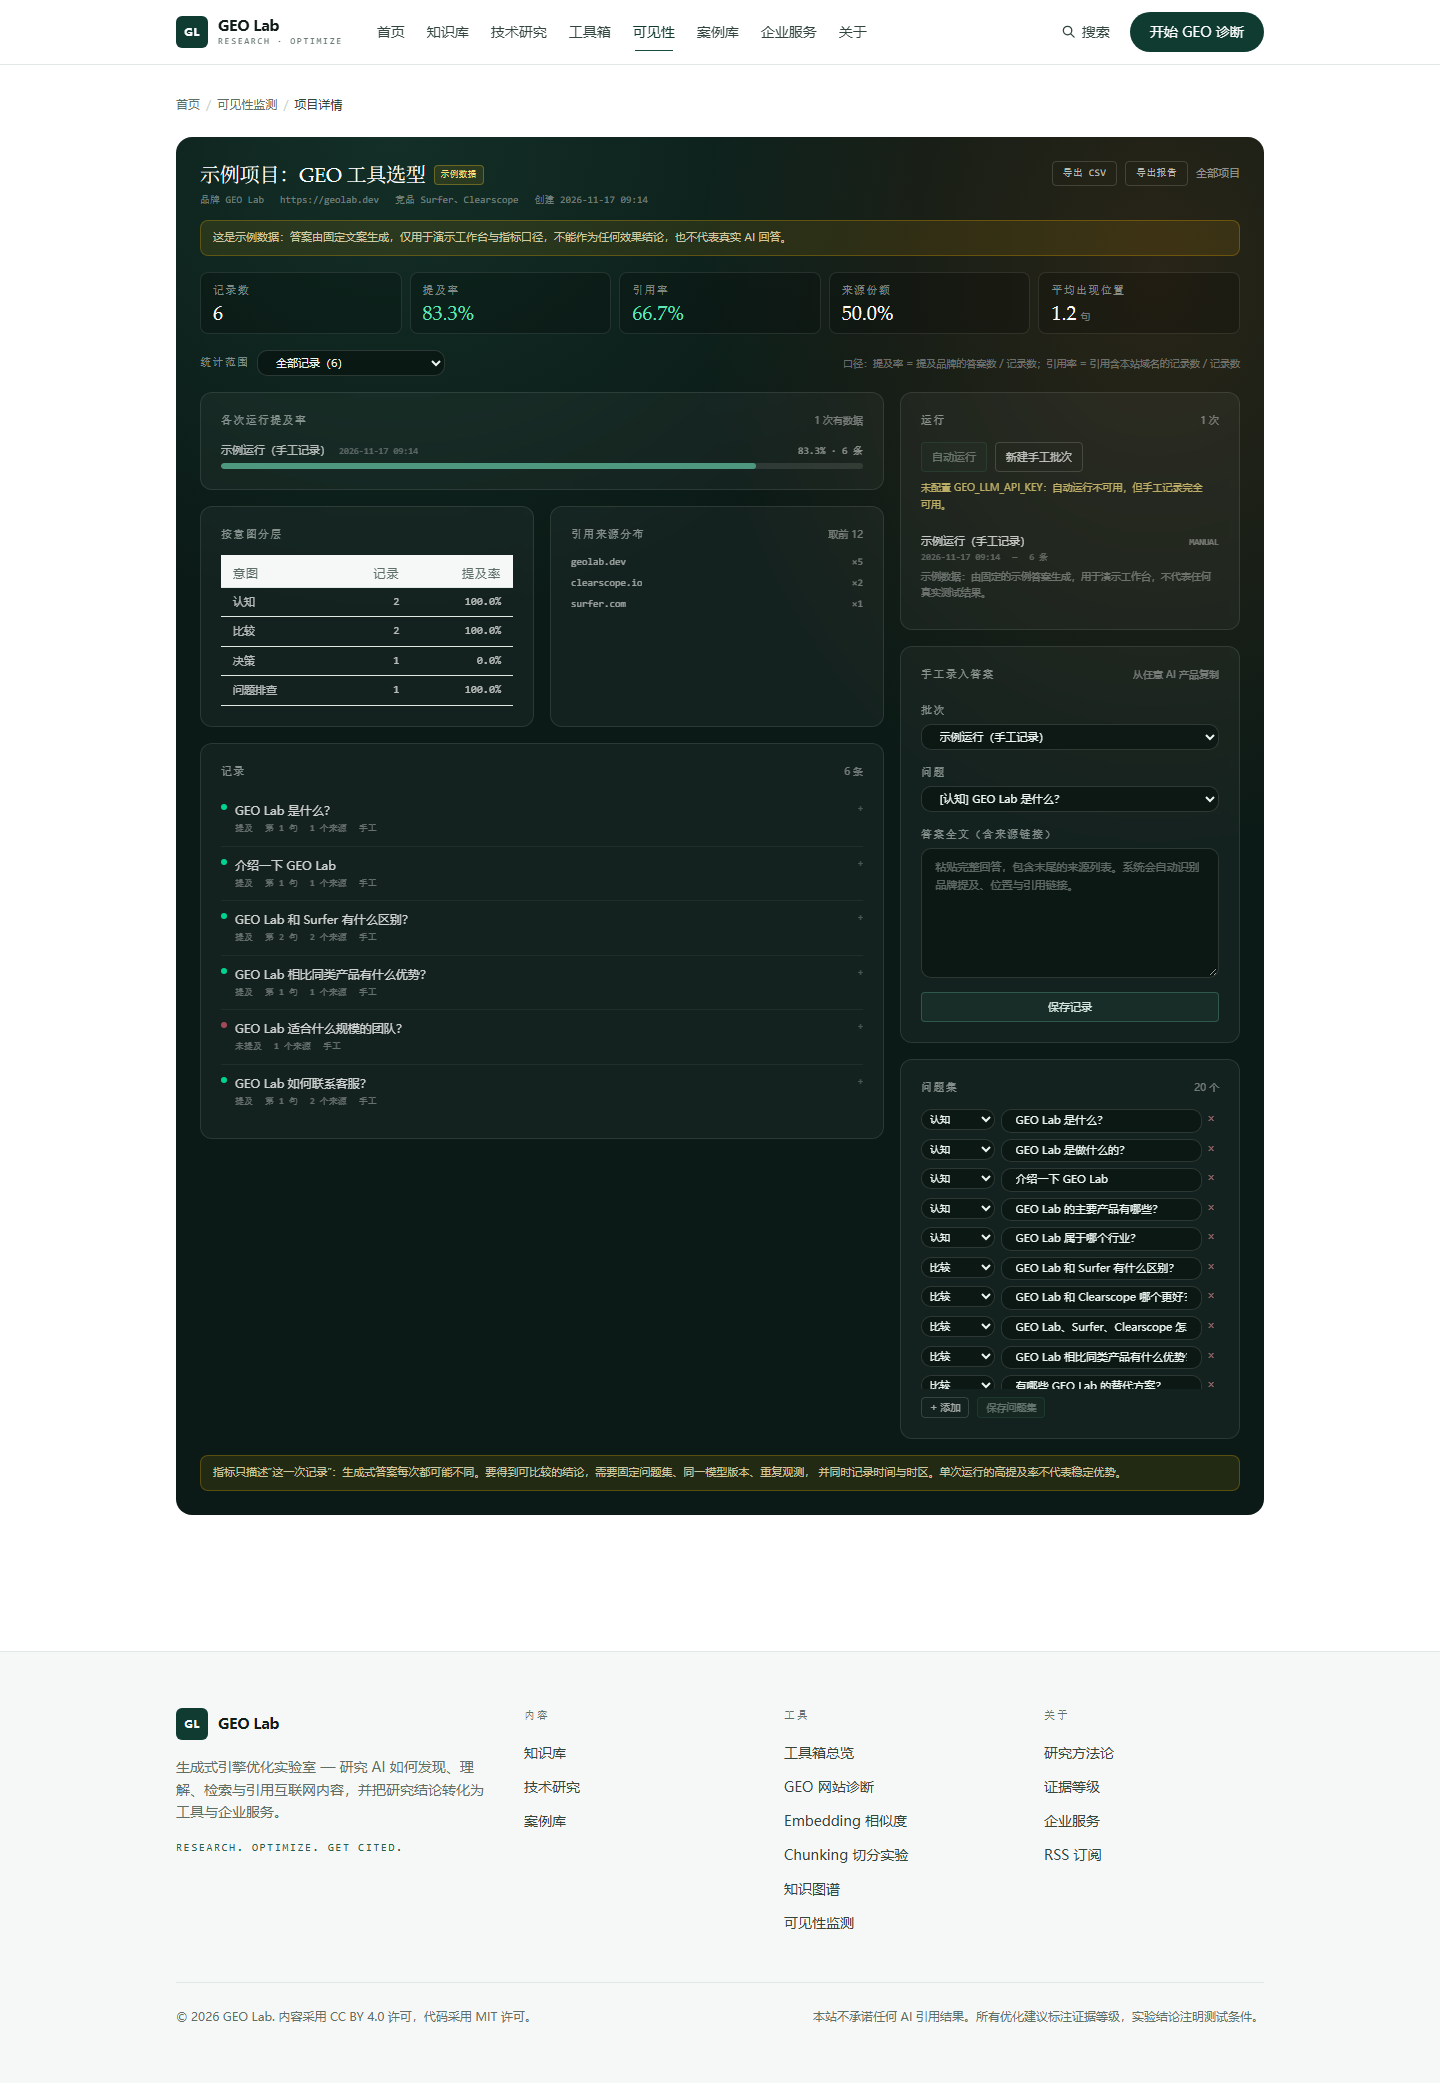 GL
GEO Lab
RESEARCH · OPTIMIZE
首页
知识库
技术研究
工具箱
可见性
案例库
企业服务
关于
搜索
开始 GEO 诊断
首页 / 可见性监测 / 项目详情
示例项目：GEO 工具选型
示例数据
导出 CSV
导出报告
全部项目
品牌 GEO Lab https://geolab.dev 竞品 Surfer、Clearscope 创建 2026-11-17 09:14
这是示例数据：答案由固定文案生成，仅用于演示工作台与指标口径，不能作为任何效果结论，也不代表真实 AI 回答。
记录数
6
提及率
83.3%
引用率
66.7%
来源份额
50.0%
平均出现位置
1.2 句
统计范围
全部记录（6）
口径：提及率 = 提及品牌的答案数 / 记录数；引用率 = 引用含本站域名的记录数 / 记录数
各次运行提及率
1 次有数据
示例运行（手工记录） 2026-11-17 09:14
83.3% · 6 条
按意图分层
意图 记录 提及率
认知 2 100.0%
比较 2 100.0%
决策 1 0.0%
问题排查 1 100.0%
引用来源分布
取前 12
geolab.dev ×5
clearscope.io ×2
surfer.com ×1
记录
6 条
GEO Lab 是什么？
+
提及 第 1 句 1 个来源 手工
介绍一下 GEO Lab
+
提及 第 1 句 1 个来源 手工
GEO Lab 和 Surfer 有什么区别？
+
提及 第 2 句 2 个来源 手工
GEO Lab 相比同类产品有什么优势？
+
提及 第 1 句 1 个来源 手工
GEO Lab 适合什么规模的团队？
+
未提及 1 个来源 手工
GEO Lab 如何联系客服？
+
提及 第 1 句 2 个来源 手工
运行
1 次
自动运行
新建手工批次
未配置 GEO_LLM_API_KEY：自动运行不可用，但手工记录完全
可用。
示例运行（手工记录）
MANUAL
2026-11-17 09:14 — 6 条
示例数据：由固定的示例答案生成，用于演示工作台，不代表任何
真实测试结果。
手工录入答案
从任意 AI 产品复制
批次
示例运行（手工记录）
问题
[认知] GEO Lab 是什么？
答案全文（含来源链接）
粘贴完整回答，包含末尾的来源列表。系统会自动识别
品牌提及、位置与引用链接。
保存记录
问题集
20 个
认知 GEO Lab 是什么？ ×
认知 GEO Lab 是做什么的？ ×
认知 介绍一下 GEO Lab ×
认知 GEO Lab 的主要产品有哪些？ ×
认知 GEO Lab 属于哪个行业？ ×
比较 GEO Lab 和 Surfer 有什么区别？ ×
比较 GEO Lab 和 Clearscope 哪个更好？ ×
比较 GEO Lab、Surfer、Clearscope 怎 ×
比较 GEO Lab 相比同类产品有什么优势？ ×
比较 有哪些 GEO Lab 的替代方案？ ×
+ 添加
保存问题集
指标只描述“这一次记录”：生成式答案每次都可能不同。要得到可比较的结论，需要固定问题集、同一模型版本、重复观测， 并同时记录时间与时区。单次运行的高提及率不代表稳定优势。
GL
GEO Lab
生成式引擎优化实验室 — 研究 AI 如何发现、理
解、检索与引用互联网内容，并把研究结论转化为
工具与企业服务。
RESEARCH. OPTIMIZE. GET CITED.
内容
知识库
技术研究
案例库
工具
工具箱总览
GEO 网站诊断
Embedding 相似度
Chunking 切分实验
知识图谱
可见性监测
关于
研究方法论
证据等级
企业服务
RSS 订阅
© 2026 GEO Lab. 内容采用 CC BY 4.0 许可，代码采用 MIT 许可。
本站不承诺任何 AI 引用结果。所有优化建议标注证据等级，实验结论注明测试条件。